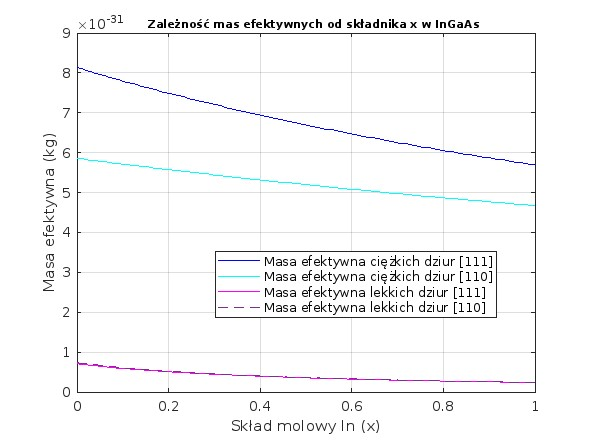 Zależność mas efektywnych od składnika x w InGaAs
×10⁻³¹
9
8
7
6
5
4
3
2
1
0
Masa efektywna (kg)
Masa efektywna ciężkich dziur [111]
Masa efektywna ciężkich dziur [110]
Masa efektywna lekkich dziur [111]
Masa efektywna lekkich dziur [110]
0 0.2 0.4 0.6 0.8 1
Skład molowy In (x)